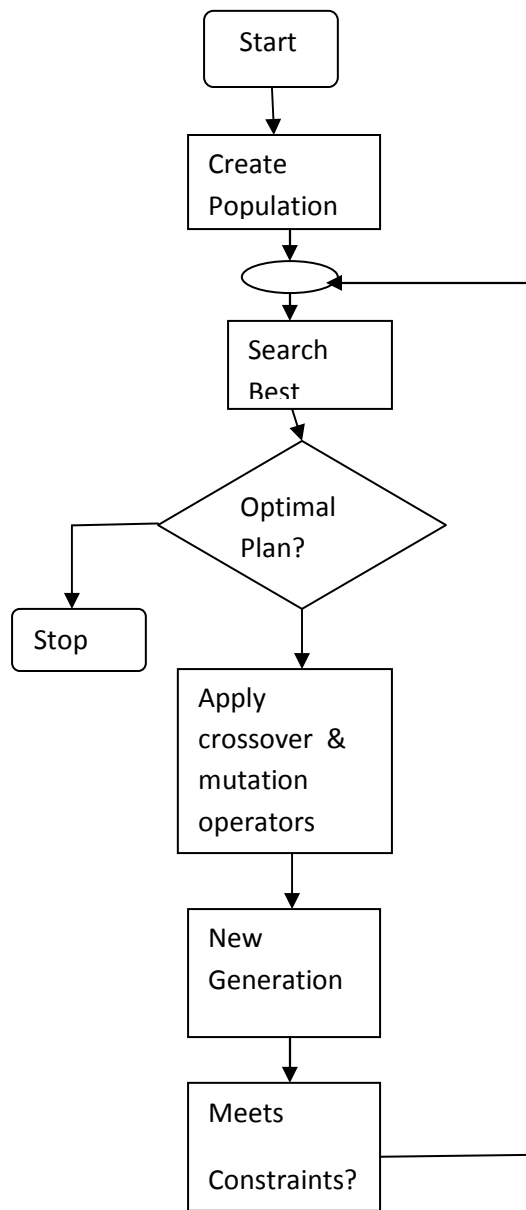 Start
Create
Population
Search
Best
Optimal
Plan?
Stop
Apply
crossover &
mutation
operators
New
Generation
Meets
Constraints?